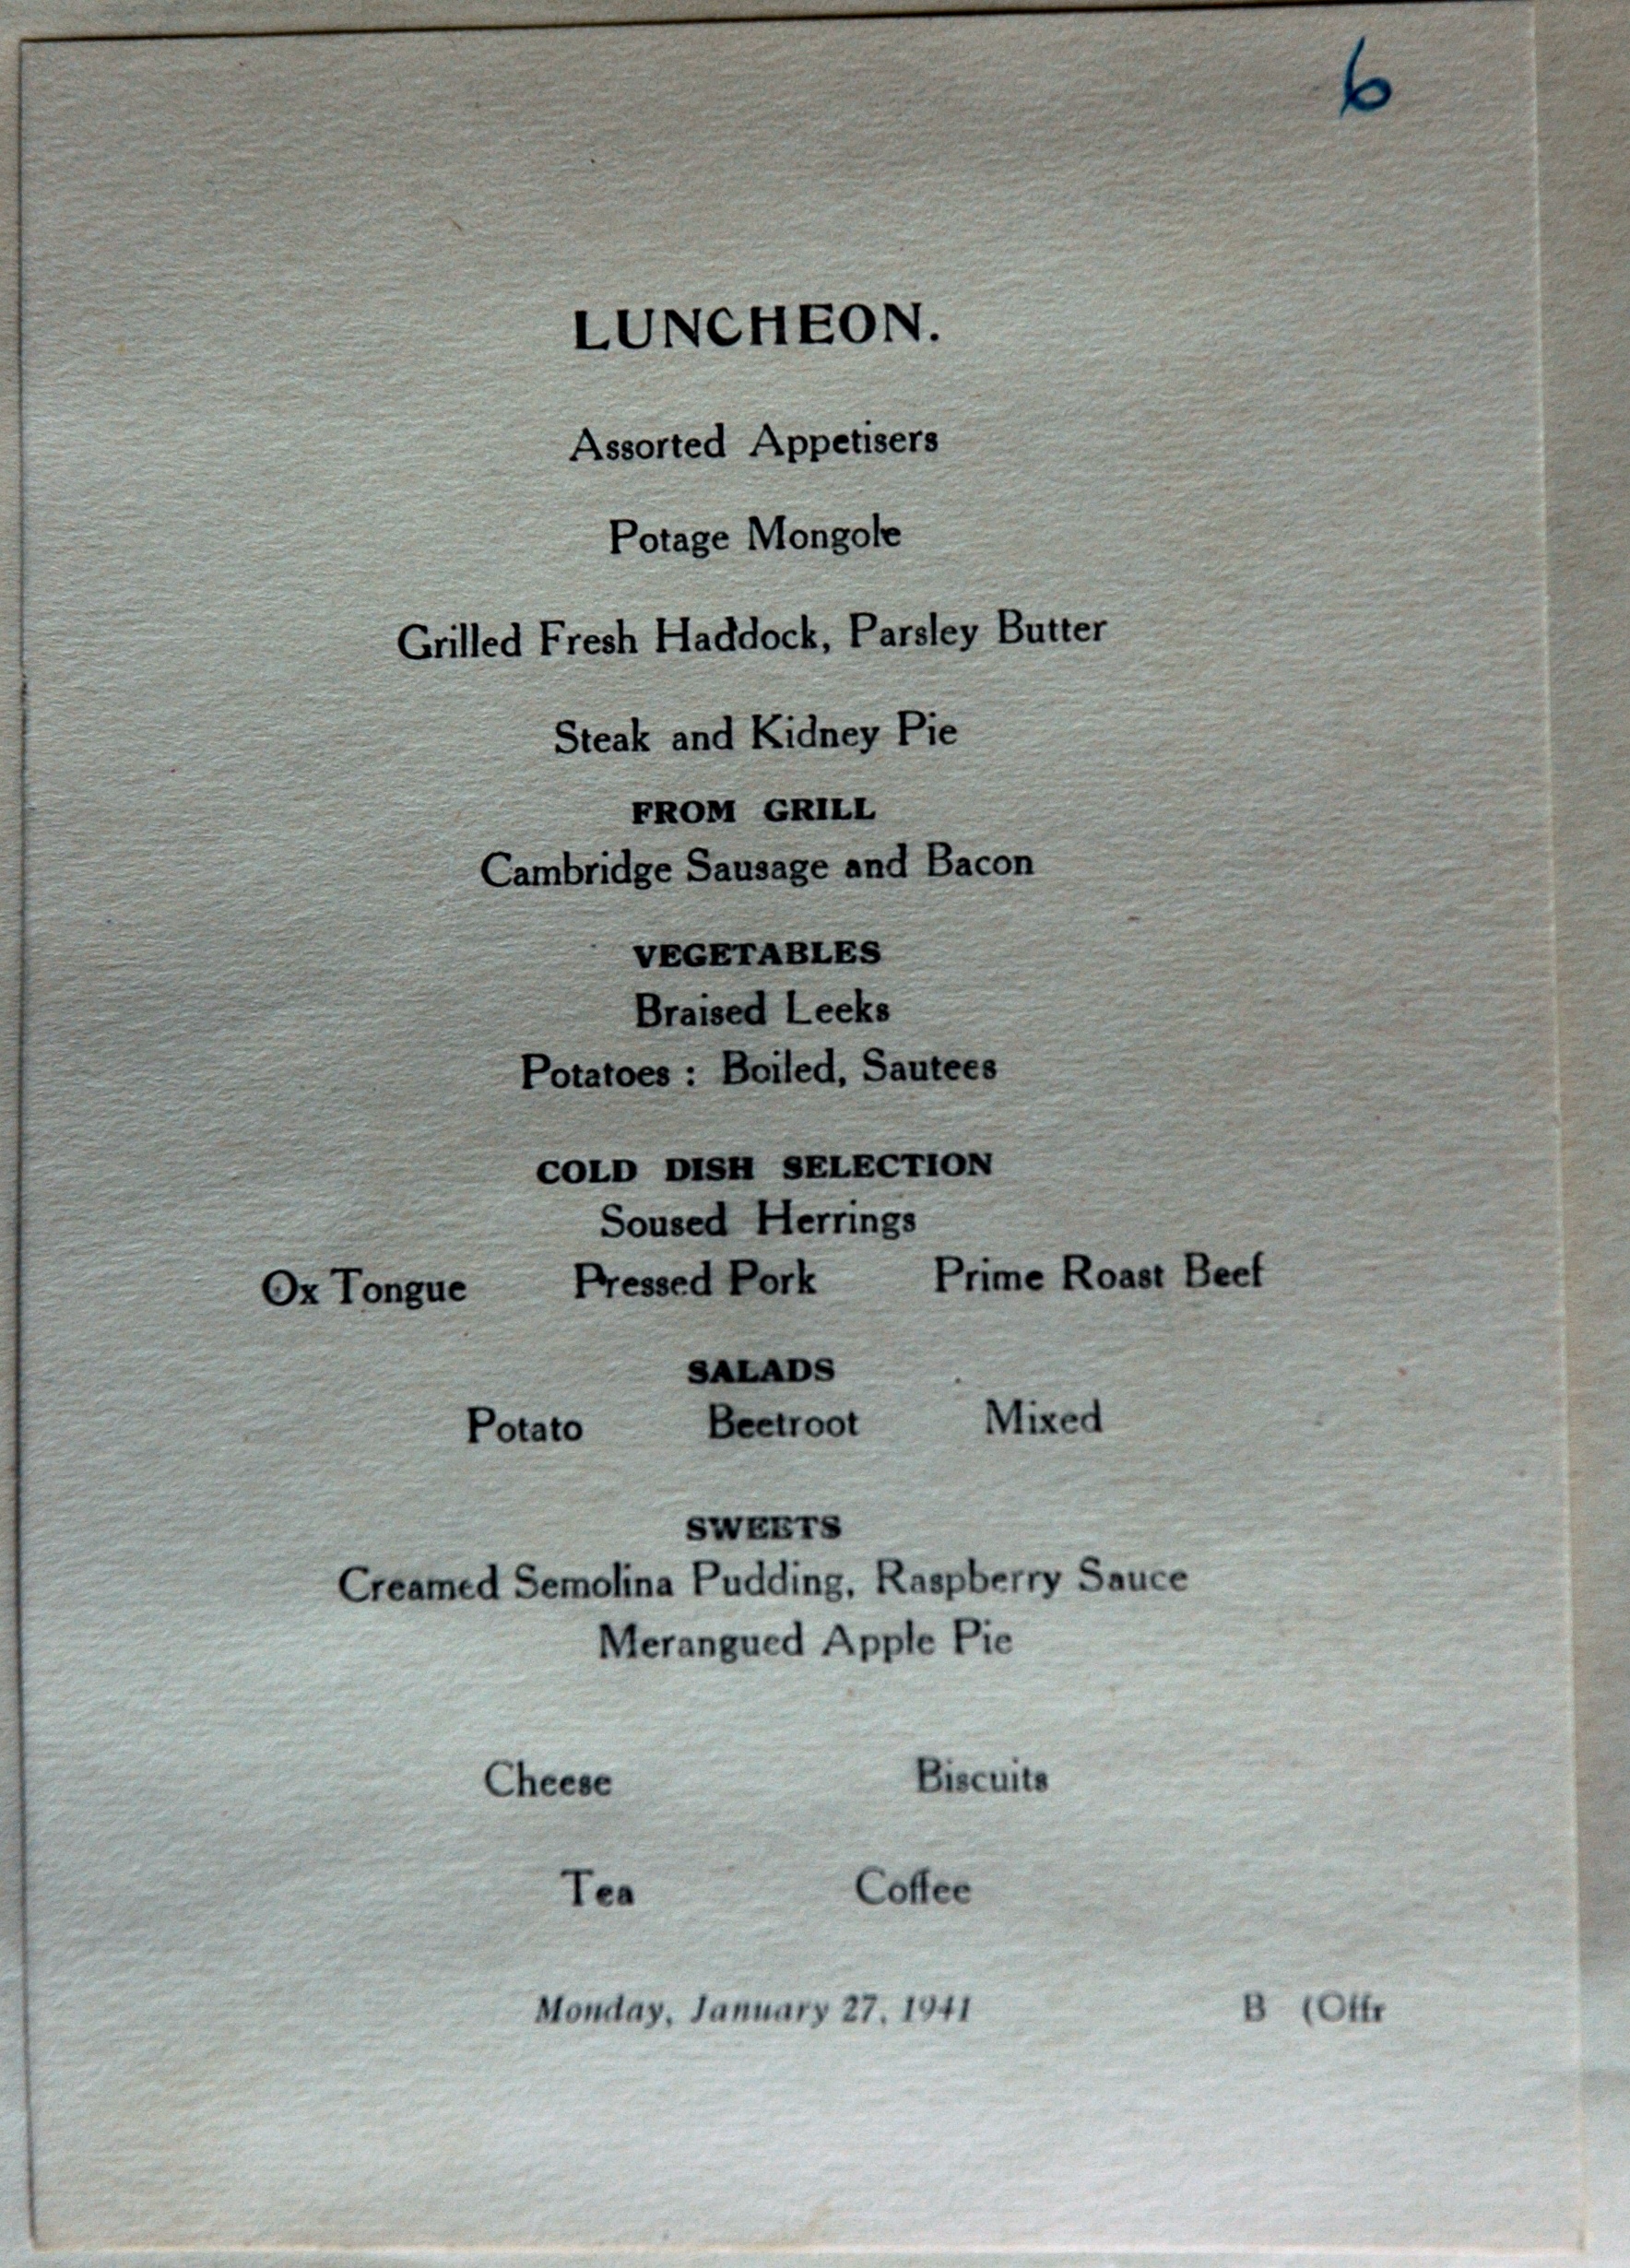 6
LUNCHEON.
Assorted Appetisers
Potage Mongole
Grilled Fresh Haddock, Parsley Butter
Steak and Kidney Pie
FROM GRILL
Cambridge Sausage and Bacon
VEGETABLES
Braised Leeks
Potatoes : Boiled, Sautees
COLD DISH SELECTION
Soused Herrings
Ox Tongue Pressed Pork Prime Roast Beef
SALADS
Potato Beetroot Mixed
SWEETS
Creamed Semolina Pudding, Raspberry Sauce
Merangued Apple Pie
Cheese Biscuits
Tea Coffee
Monday, January 27, 1941 B (Offr